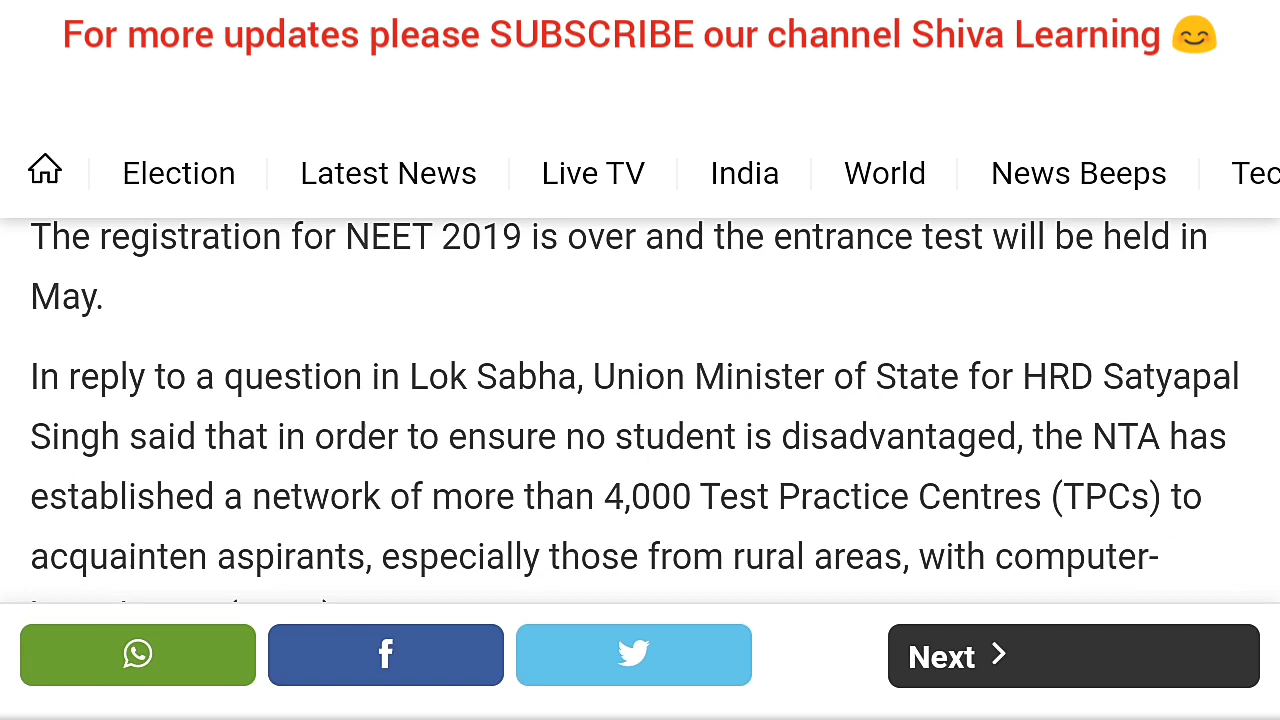 For more updates please SUBSCRIBE our channel Shiva Learning 😊
Election Latest News Live TV India World News Beeps Tec
The registration for NEET 2019 is over and the entrance test will be held in
May.
In reply to a question in Lok Sabha, Union Minister of State for HRD Satyapal
Singh said that in order to ensure no student is disadvantaged, the NTA has
established a network of more than 4,000 Test Practice Centres (TPCs) to
acquainten aspirants, especially those from rural areas, with computer-
Next